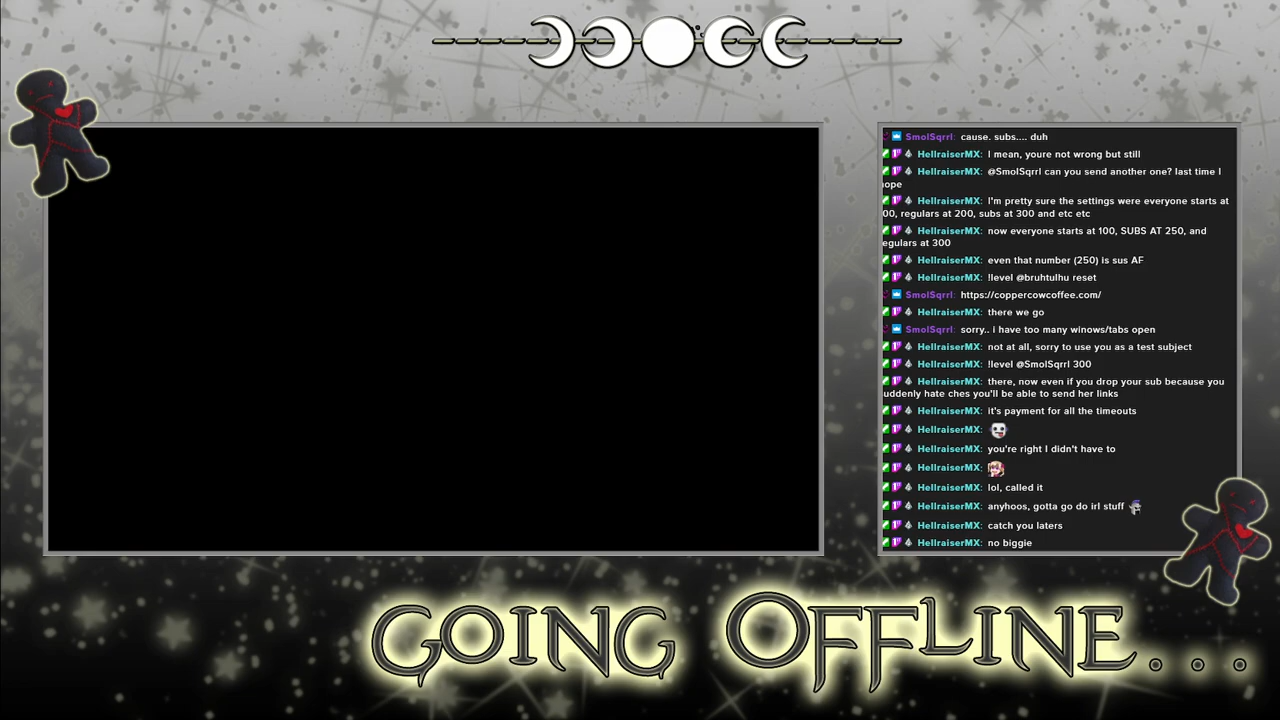 SmolSqrrl: cause. subs.... duh
HellraiserMX: I mean, youre not wrong but still
HellraiserMX: @SmolSqrrl can you send another one? last time I
hope
HellraiserMX: I'm pretty sure the settings were everyone starts at
00, regulars at 200, subs at 300 and etc etc
HellraiserMX: now everyone starts at 100, SUBS AT 250, and
egulars at 300
HellraiserMX: even that number (250) is sus AF
HellraiserMX: !level @bruhtulhu reset
SmolSqrrl: https://coppercowcoffee.com/
HellraiserMX: there we go
SmolSqrrl: sorry.. i have too many winows/tabs open
HellraiserMX: not at all, sorry to use you as a test subject
HellraiserMX: !level @SmolSqrrl 300
HellraiserMX: there, now even if you drop your sub because you
uddenly hate ches you'll be able to send her links
HellraiserMX: it's payment for all the timeouts
HellraiserMX:
HellraiserMX: you're right I didn't have to
HellraiserMX:
HellraiserMX: lol, called it
HellraiserMX: anyhoos, gotta go do irl stuff
HellraiserMX: catch you laters
HellraiserMX: no biggie
GOING OFFLINE...